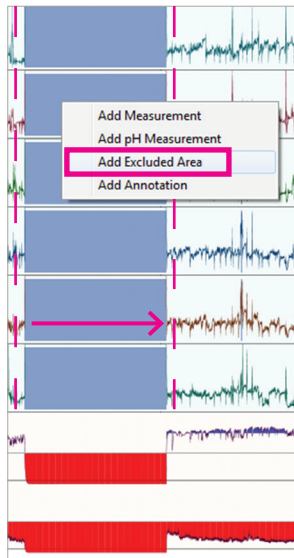 Add Measurement
Add pH Measurement
Add Excluded Area
Add Annotation